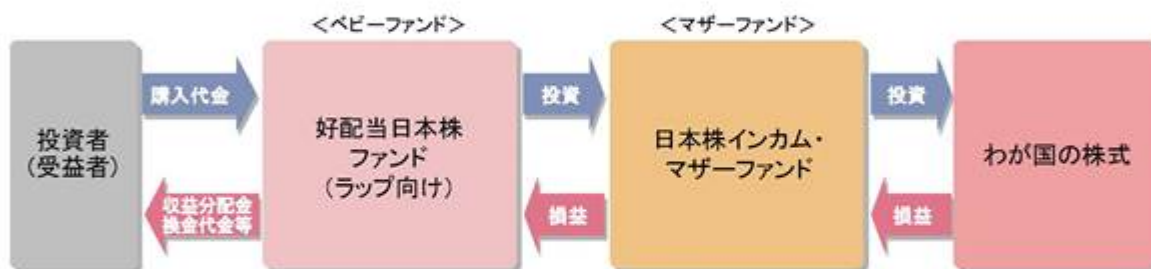 ＜ベビーファンド＞
＜マザーファンド＞
投資者
（受益者）
購入代金
収益分配金
換金代金等
好配当日本株
ファンド
（ラップ向け）
投資
損益
日本株インカム・
マザーファンド
投資
損益
わが国の株式